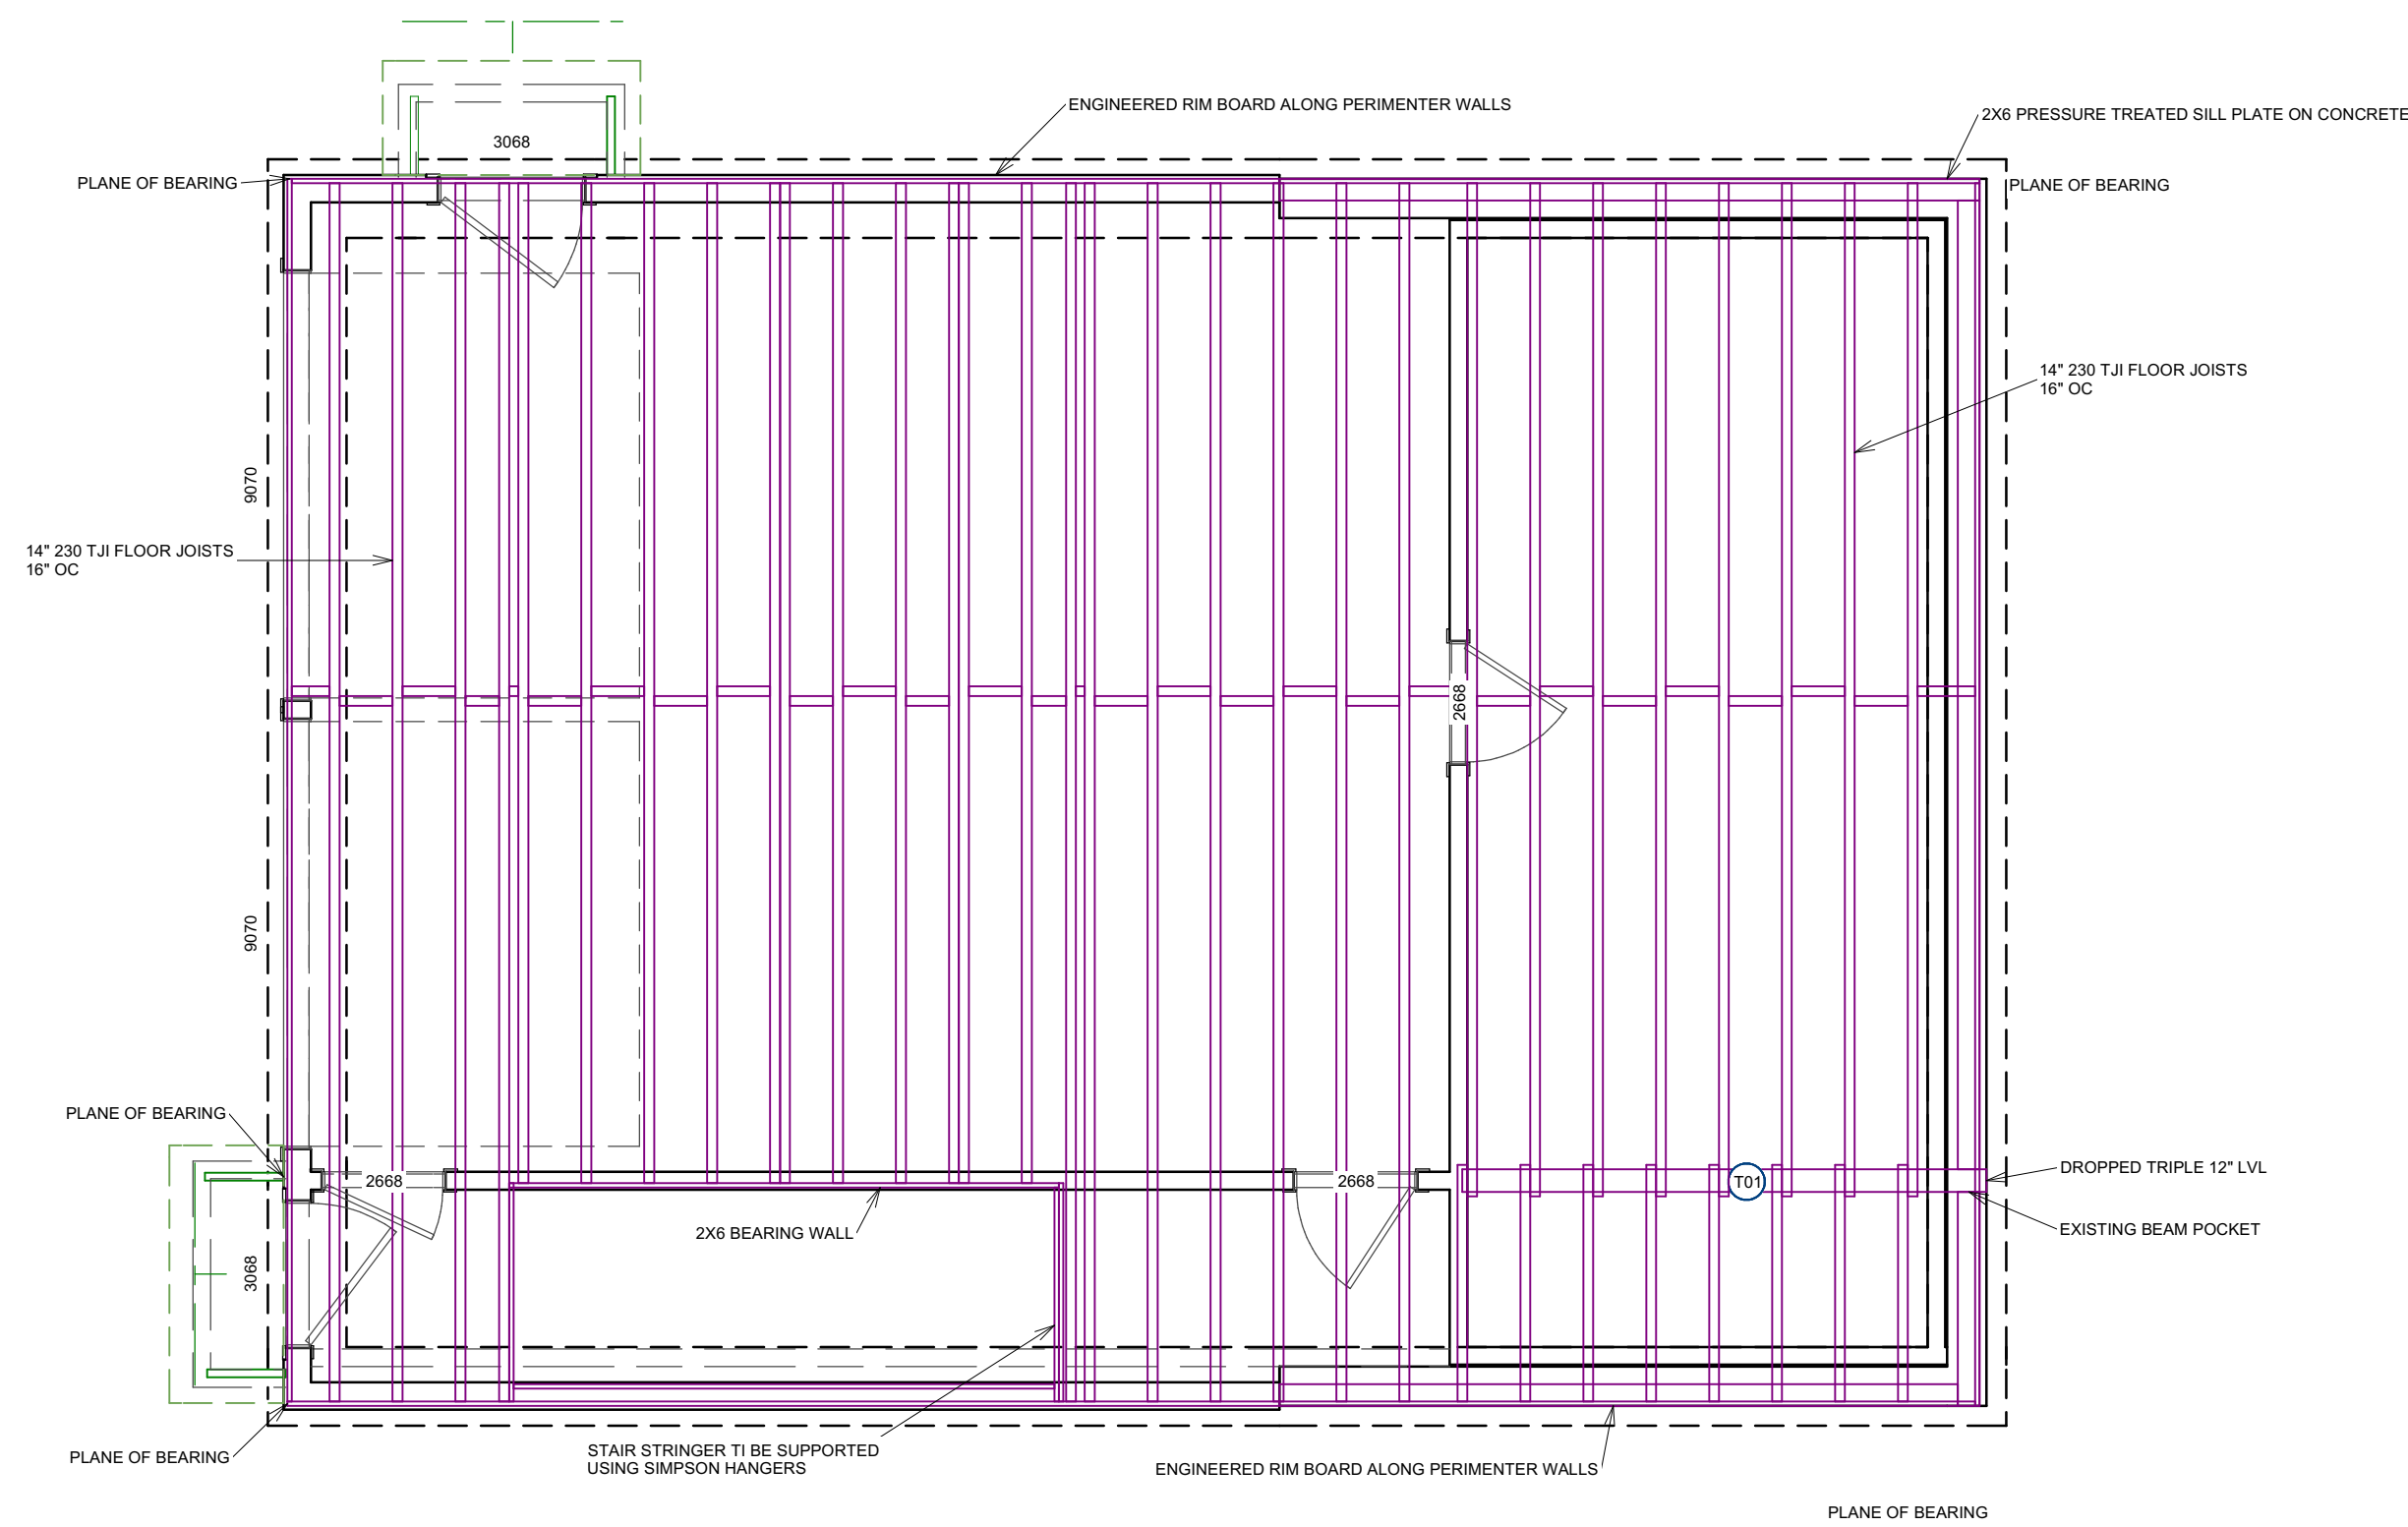 ENGINEERED RIM BOARD ALONG PERIMENTER WALLS
2X6 PRESSURE TREATED SILL PLATE ON CONCRETE
3068
PLANE OF BEARING
PLANE OF BEARING
14" 230 TJI FLOOR JOISTS
16" OC
9070
14" 230 TJI FLOOR JOISTS
16" OC
2668
9070
PLANE OF BEARING
2668
2668
T01
DROPPED TRIPLE 12" LVL
2X6 BEARING WALL
EXISTING BEAM POCKET
3068
PLANE OF BEARING
STAIR STRINGER TI BE SUPPORTED
USING SIMPSON HANGERS
ENGINEERED RIM BOARD ALONG PERIMENTER WALLS
PLANE OF BEARING